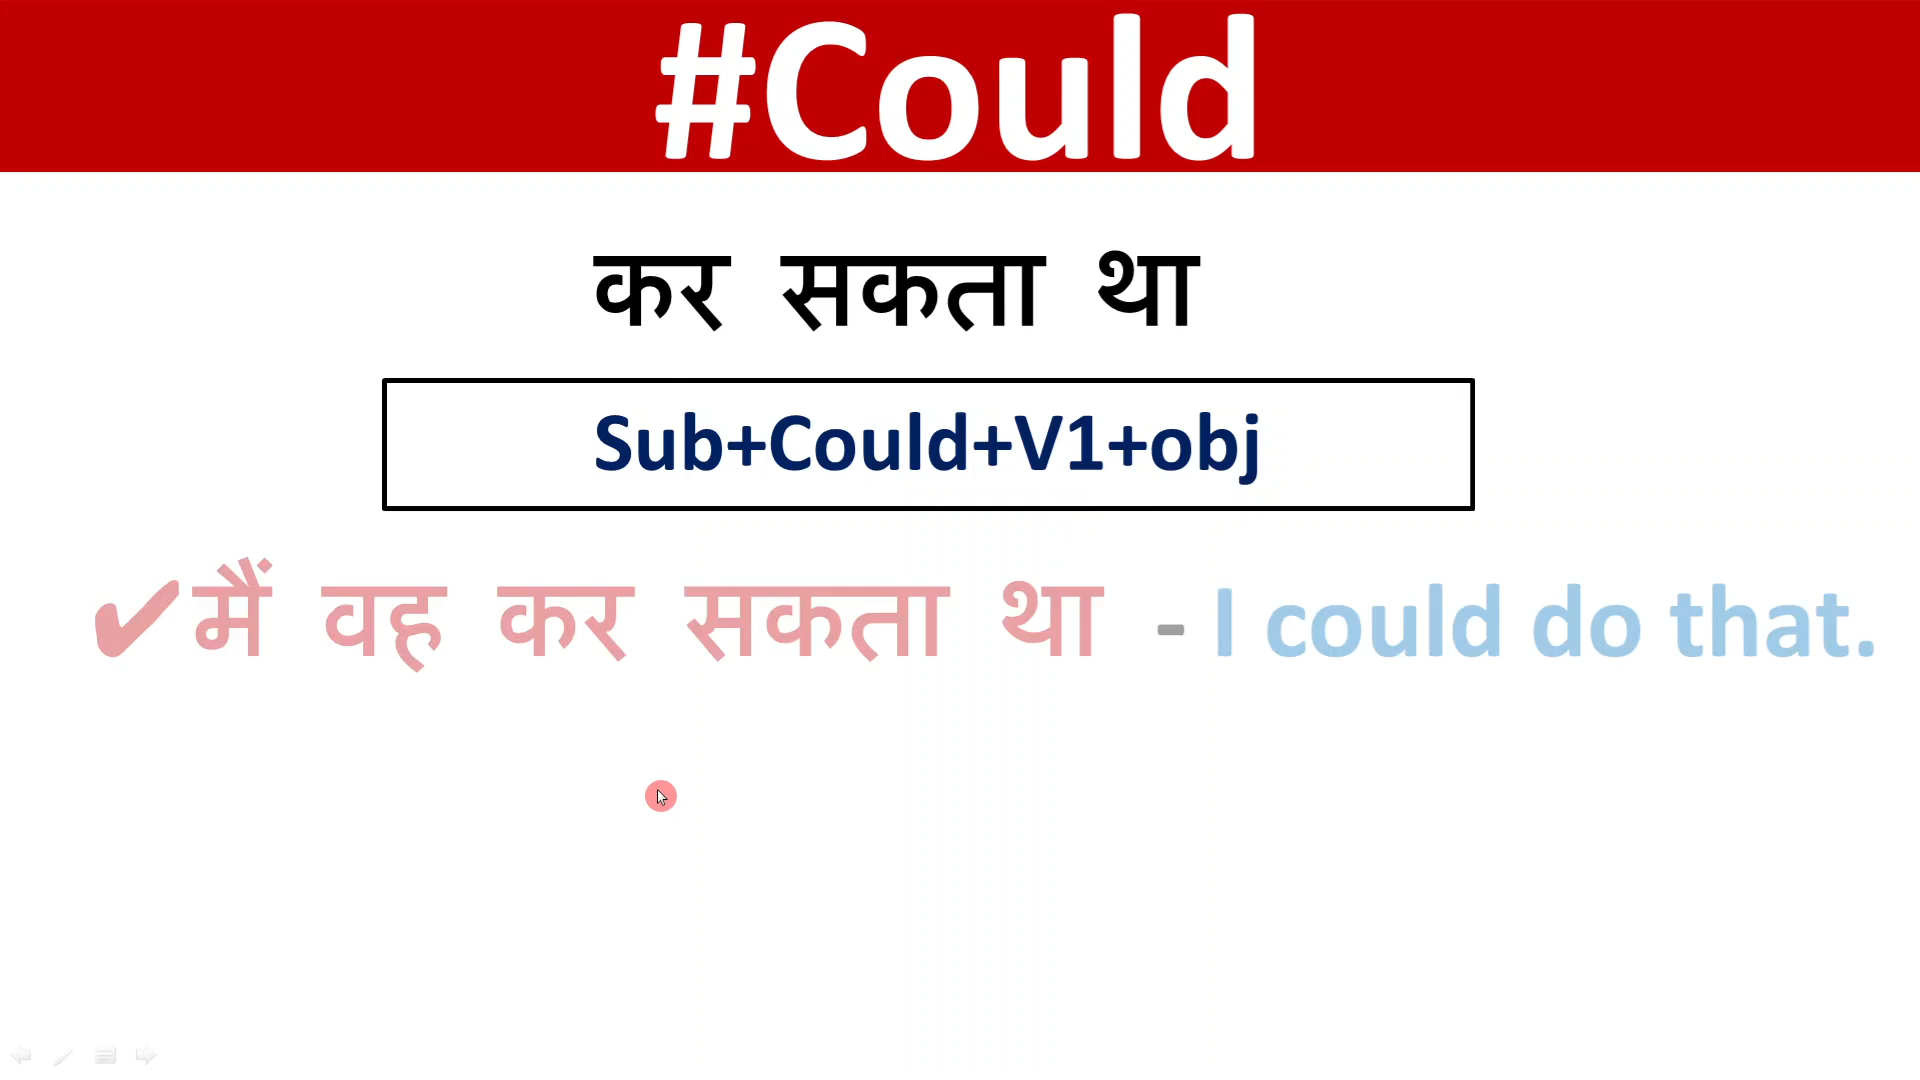 #Could
कर सकता था
Sub+Could+V1+obj
✔मैं वह कर सकता था - I could do that.